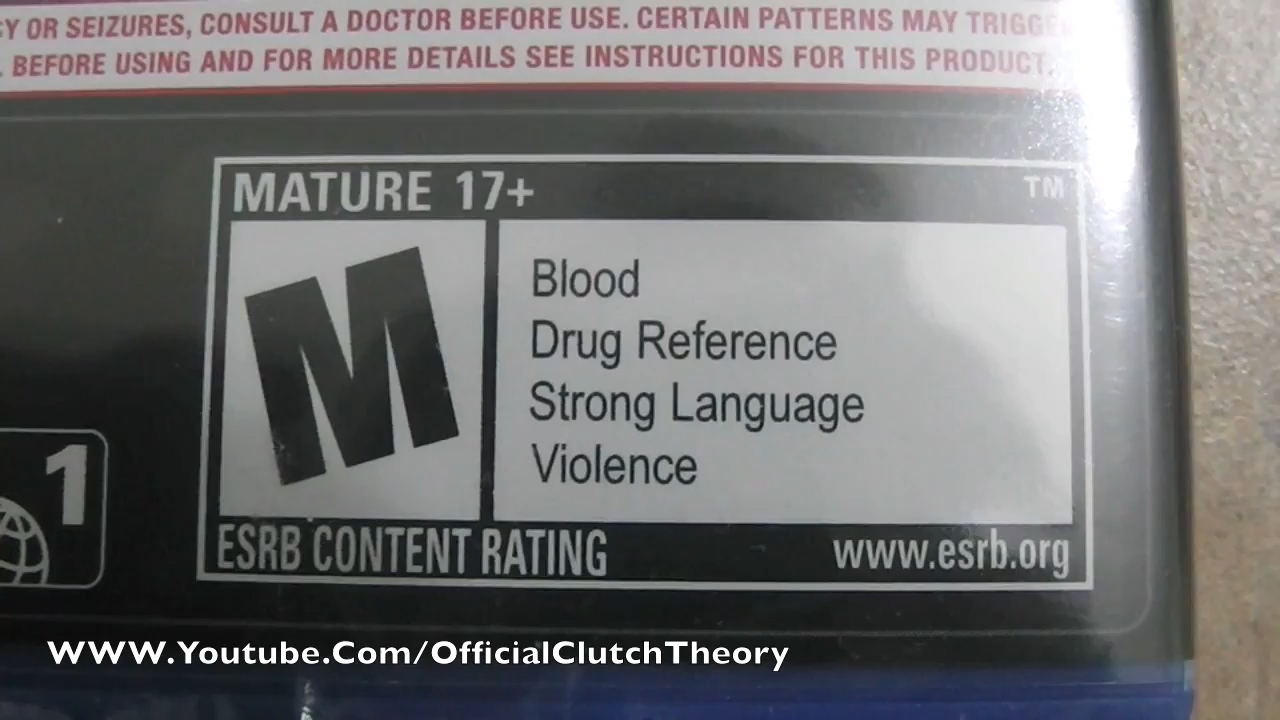 Y OR SEIZURES, CONSULT A DOCTOR BEFORE USE. CERTAIN PATTERNS MAY TRIGGE
. BEFORE USING AND FOR MORE DETAILS SEE INSTRUCTIONS FOR THIS PRODUCT.
MATURE 17+ TM
M
Blood
Drug Reference
Strong Language
Violence
1
ESRB CONTENT RATING www.esrb.org
WWW.Youtube.Com/OfficialClutchTheory